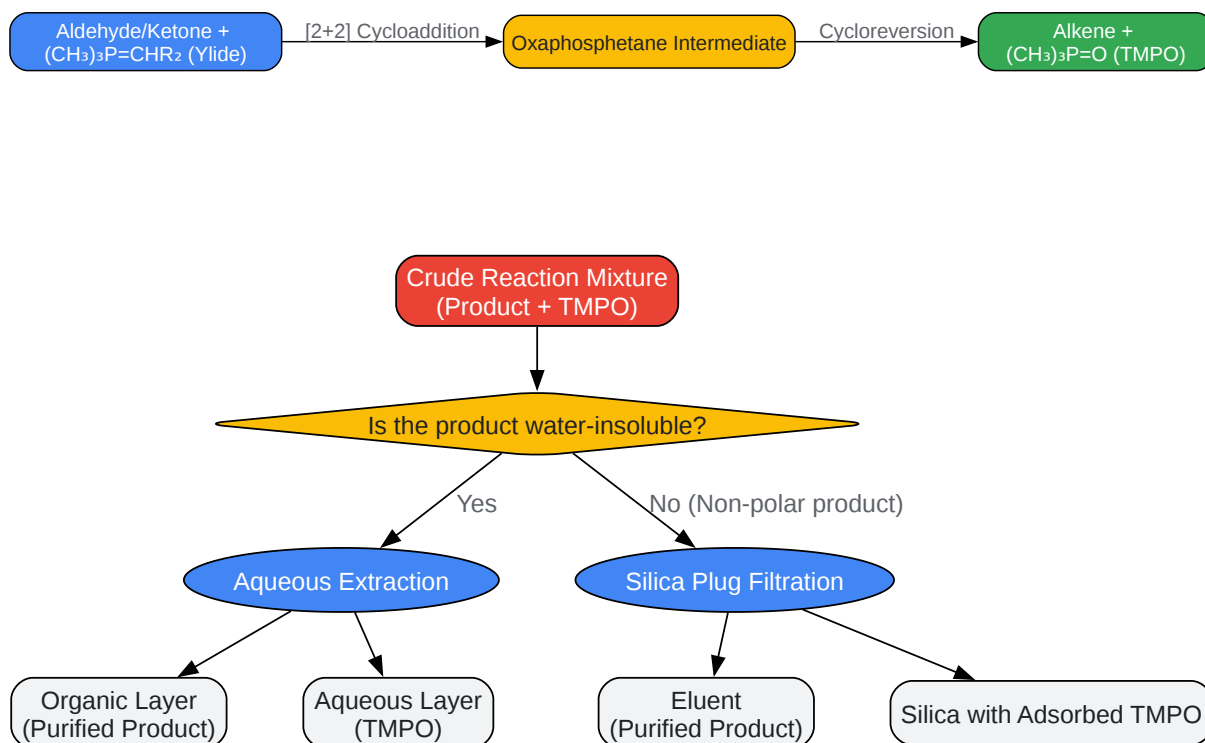 Aldehyde/Ketone +
(CH₃)₃P=CHR₂ (Ylide)
[2+2] Cycloaddition
Oxaphosphetane Intermediate
Cycloreversion
Alkene +
(CH₃)₃P=O (TMPO)
Crude Reaction Mixture
(Product + TMPO)
Is the product water-insoluble?
Yes
No (Non-polar product)
Aqueous Extraction
Silica Plug Filtration
Organic Layer
(Purified Product)
Aqueous Layer
(TMPO)
Eluent
(Purified Product)
Silica with Adsorbed TMPO